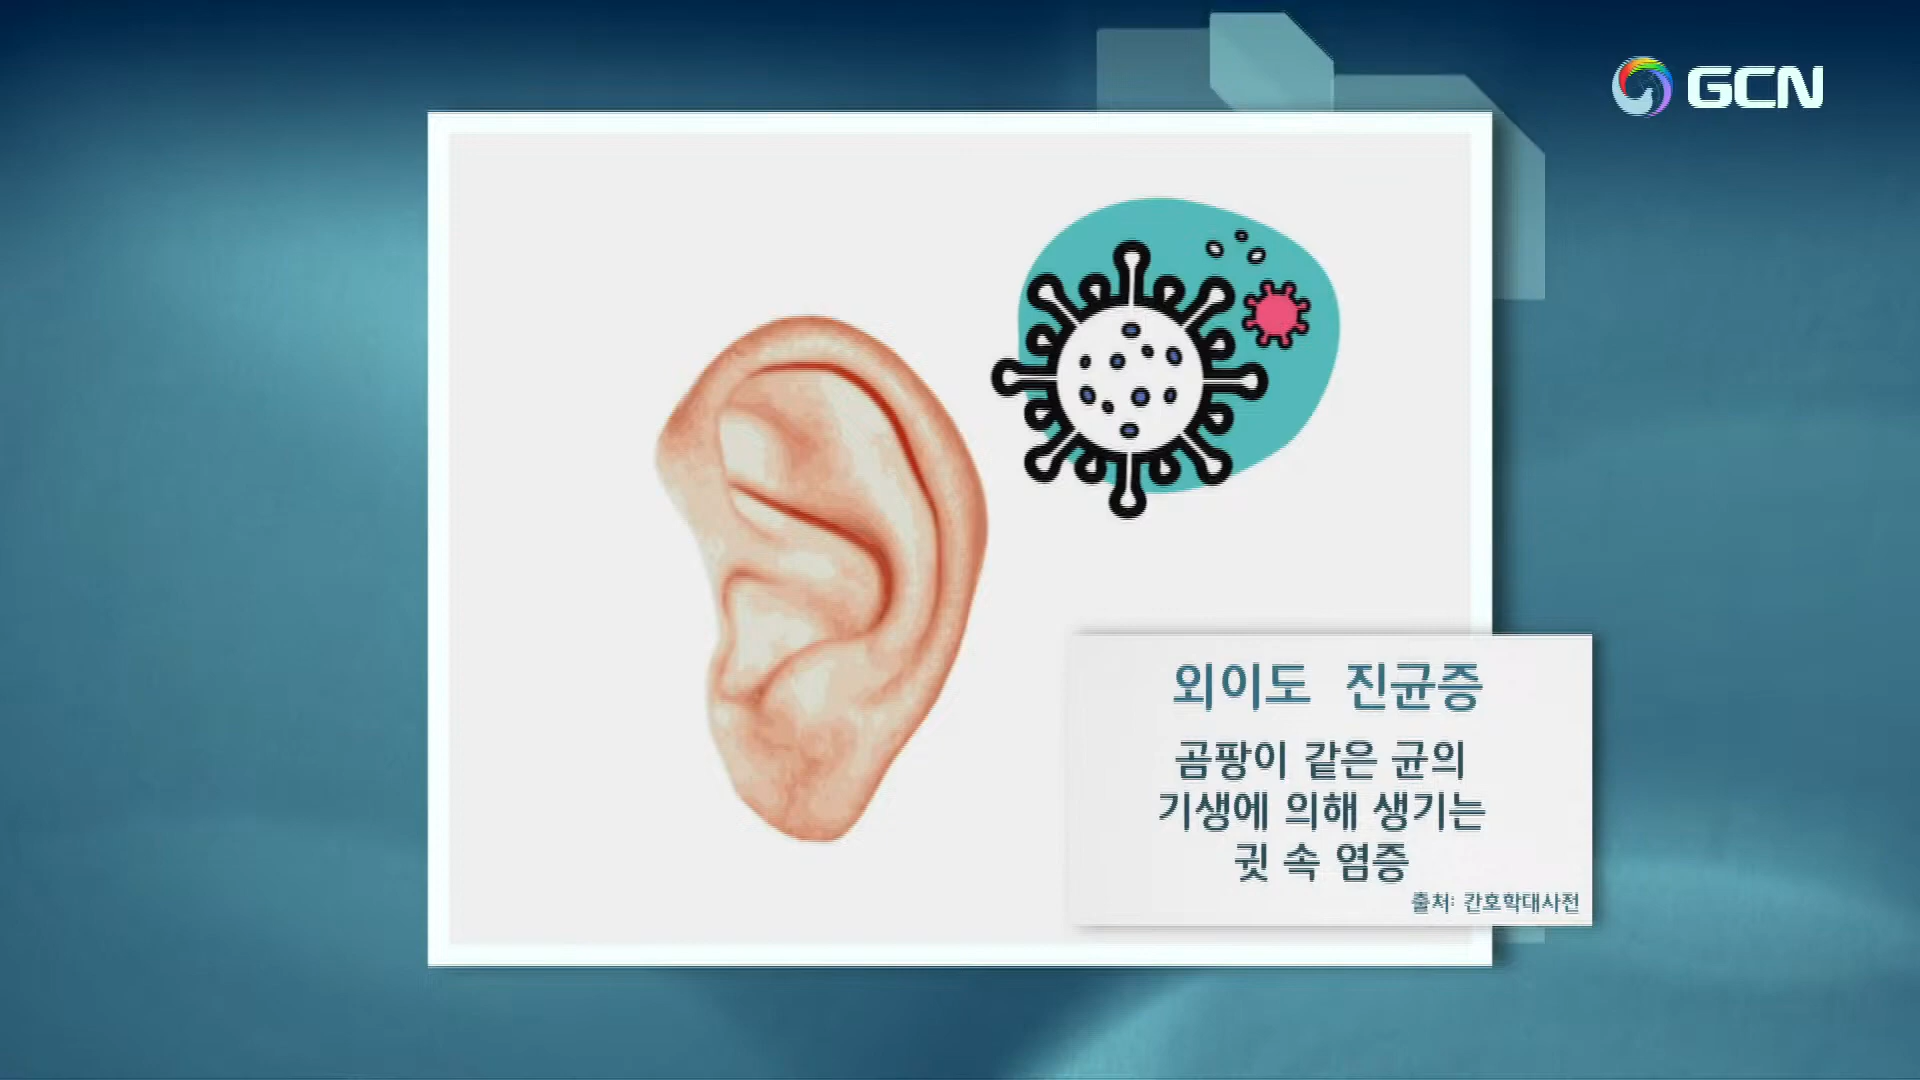 GCN
외이도 진균증
곰팡이 같은 균의
기생에 의해 생기는
귓 속 염증
출처: 간호학대사전